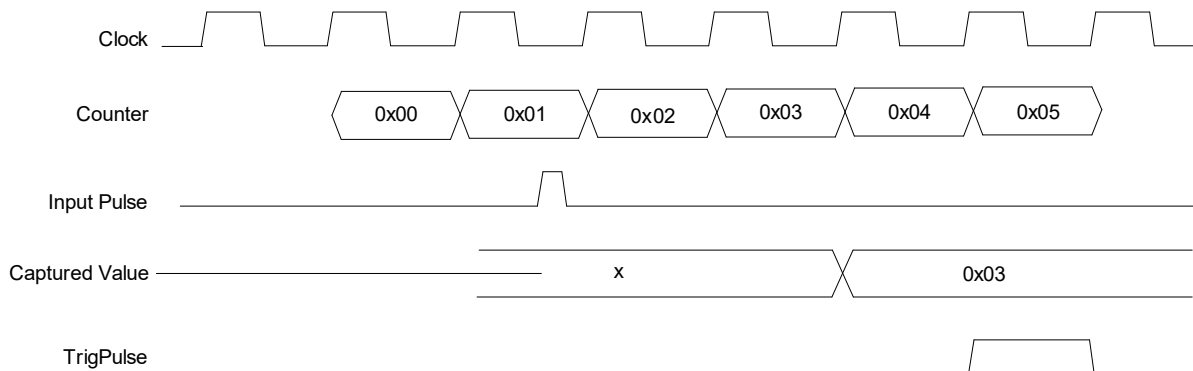 Clock
Counter 0x00 0x01 0x02 0x03 0x04 0x05
Input Pulse
Captured Value x 0x03
TrigPulse